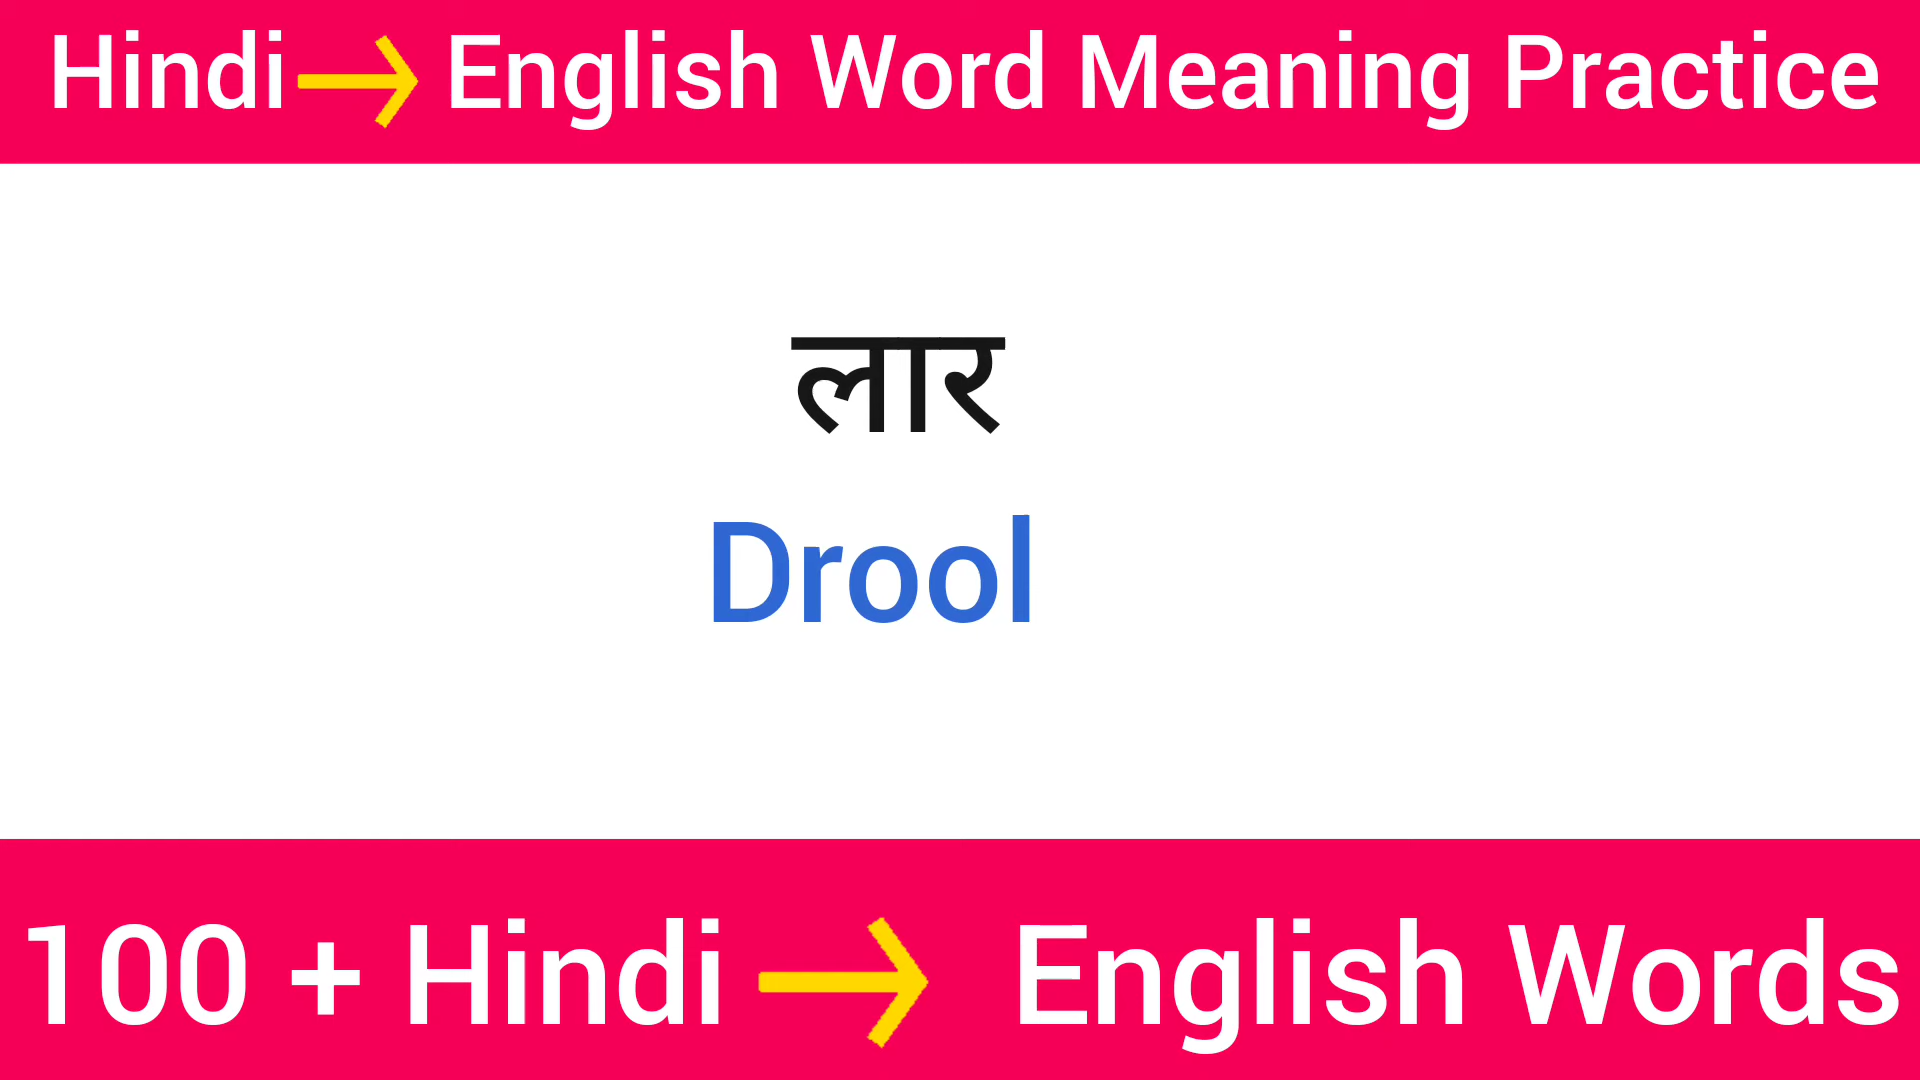 Hindi→ English Word Meaning Practice
लार
Drool
100 + Hindi → English Words